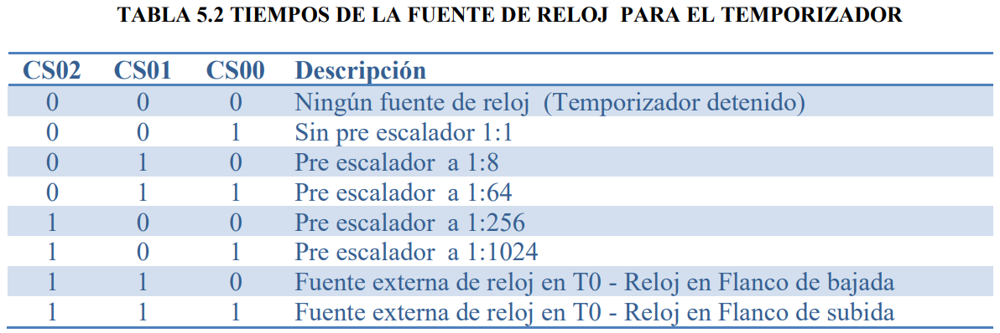 TABLA 5.2 TIEMPOS DE LA FUENTE DE RELOJ PARA EL TEMPORIZADOR
CS02 CS01 CS00 Descripción
0 0 0 Ningún fuente de reloj (Temporizador detenido)
0 0 1 Sin pre escalador 1:1
0 1 0 Pre escalador a 1:8
0 1 1 Pre escalador a 1:64
1 0 0 Pre escalador a 1:256
1 0 1 Pre escalador a 1:1024
1 1 0 Fuente externa de reloj en T0 - Reloj en Flanco de bajada
1 1 1 Fuente externa de reloj en T0 - Reloj en Flanco de subida